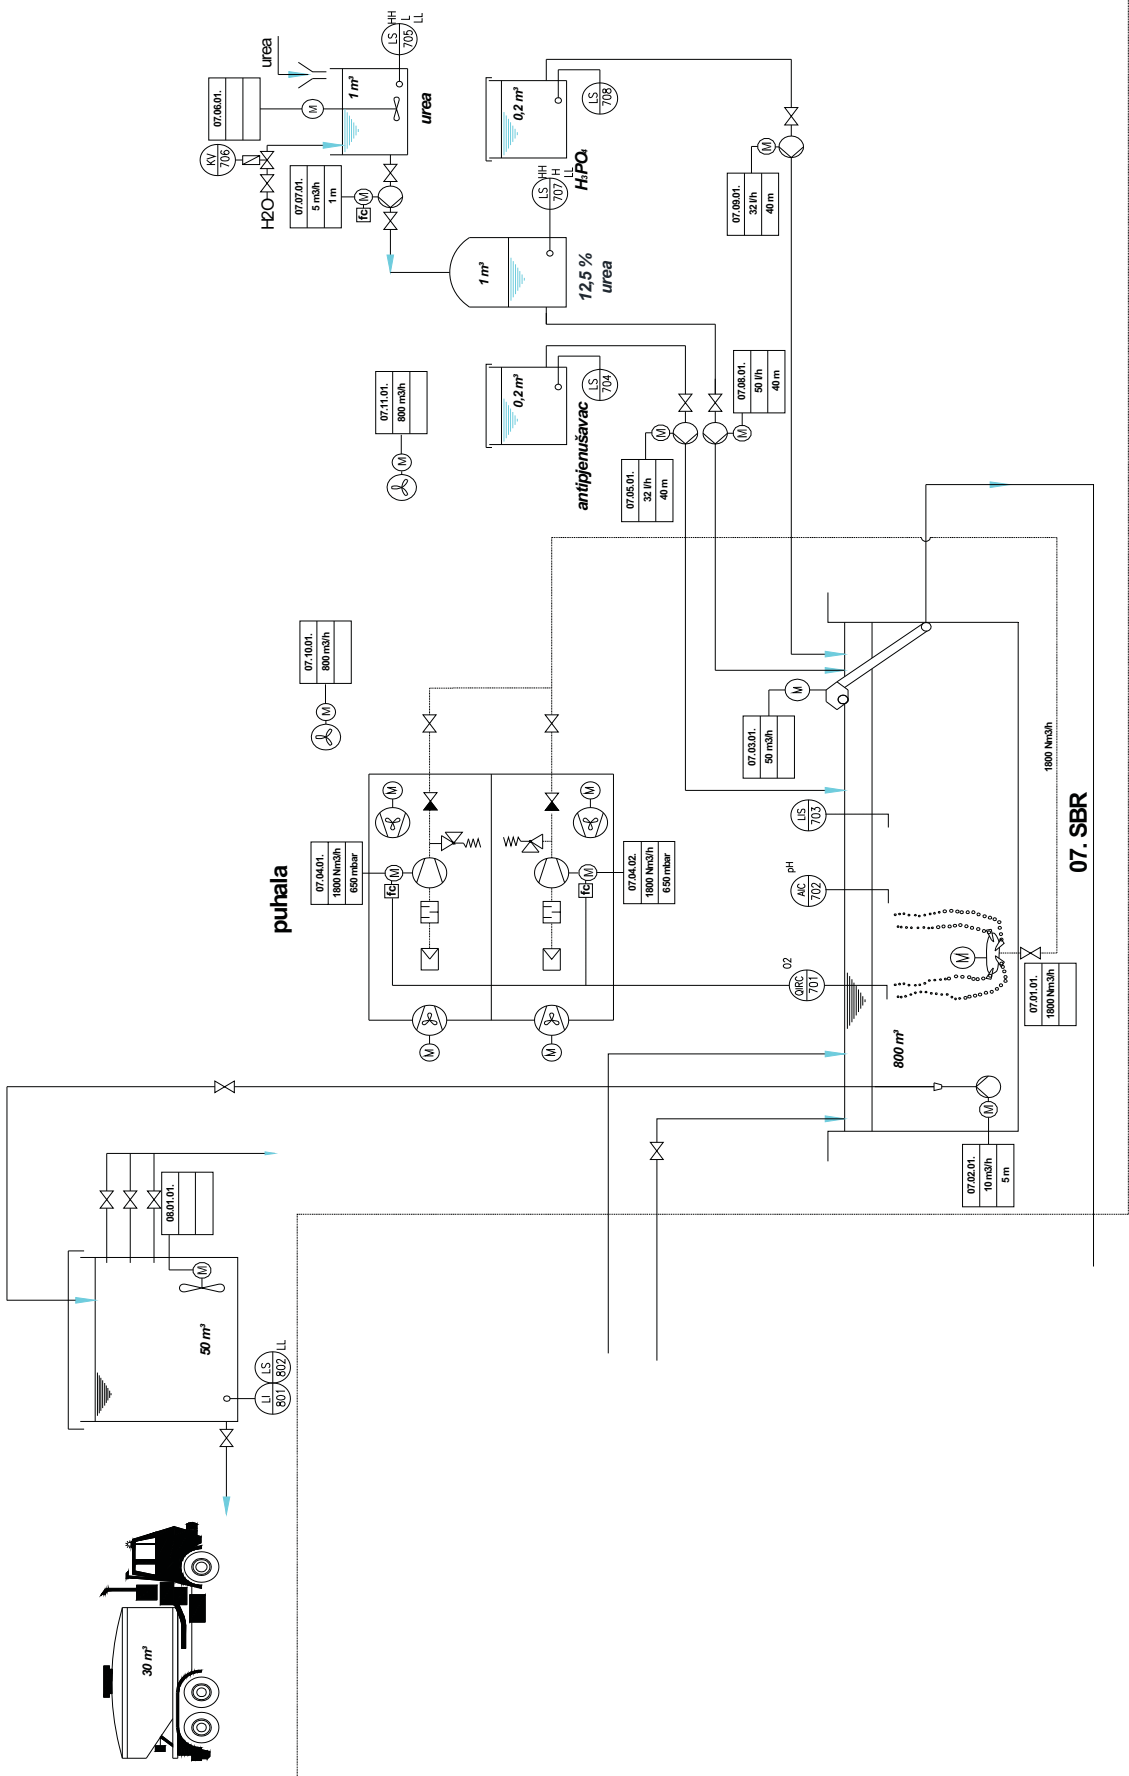 30 m³
50 m³
LI
801
LS
802
LL
08.01.01.
puhala
07.04.01.
1800 Nm3/h
650 mbar
fc
M
M
M
M
07.04.02.
1800 Nm3/h
650 mbar
fc
M
M
M
07.10.01.
800 m3/h
M
07.11.01.
800 m3/h
M
H2O
KV
706
07.06.01.
M
urea
1 m³
urea
LS
705
HH
L
LL
07.07.01.
5 m3/h
1 m
fc
M
1 m³
12,5 %
urea
LS
707
HH
H
LL
0,2 m³
H₃PO₄
LS
708
0,2 m³
antipjenušavac
LS
704
07.05.01.
32 l/h
40 m
M
07.08.01.
50 l/h
40 m
M
07.09.01.
32 l/h
40 m
M
07.03.01.
50 m3/h
M
LIS
703
pH
AIC
702
O2
QIRC
701
800 m³
M
07.02.01.
10 m3/h
5 m
M
07.01.01.
1800 Nm3/h
1800 Nm3/h
07. SBR